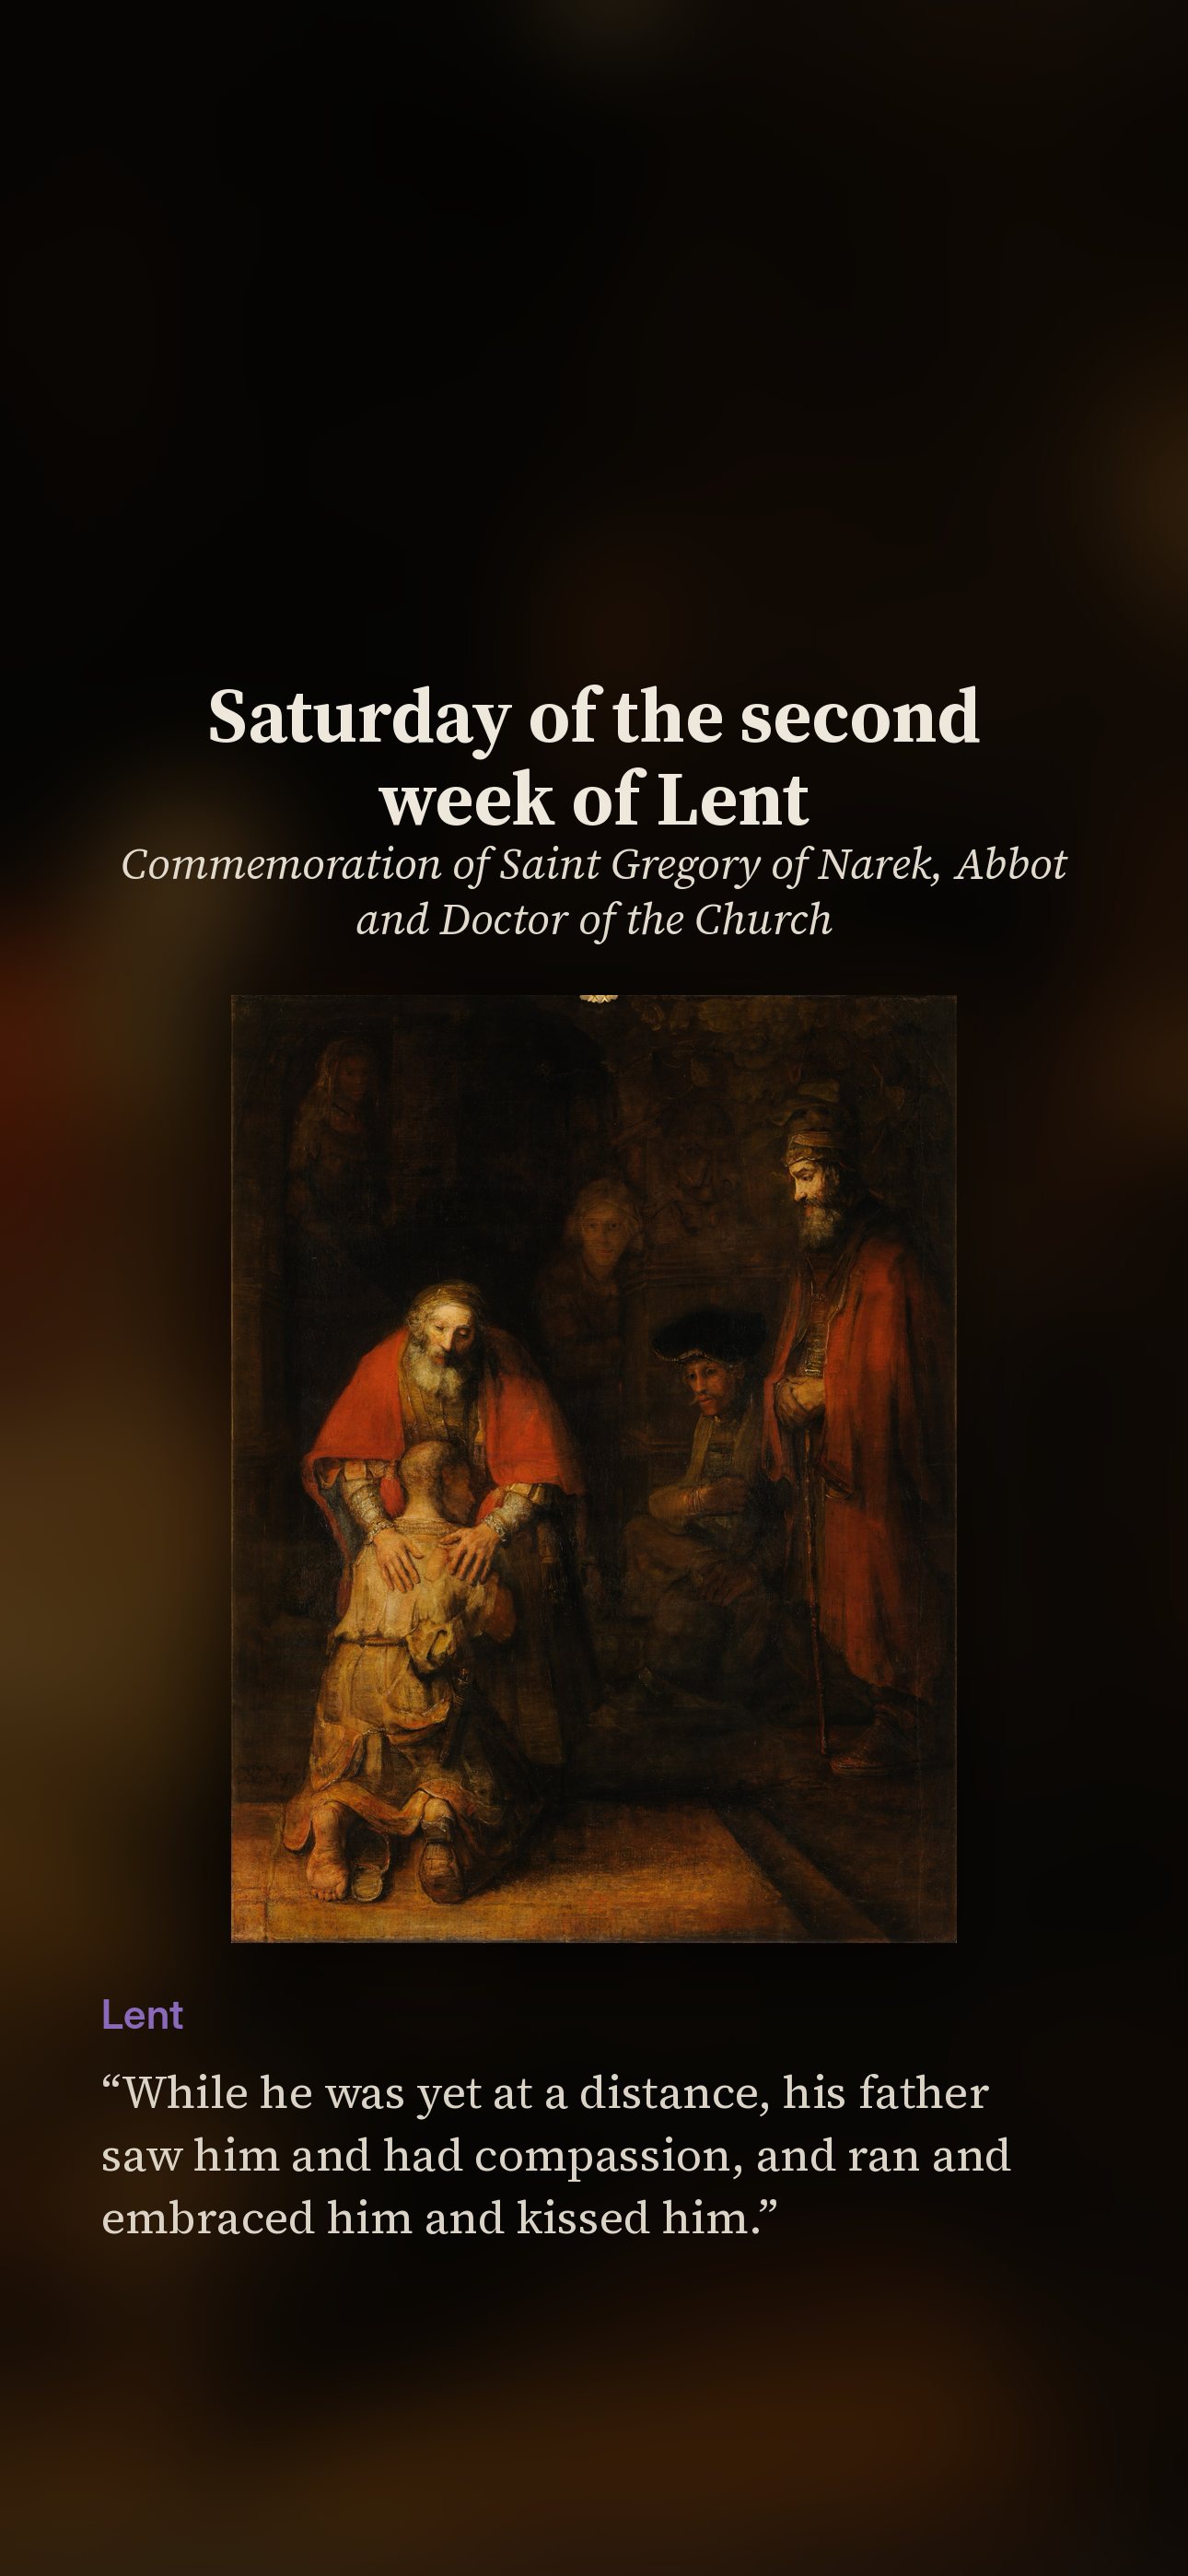 Saturday of the second
week of Lent
Commemoration of Saint Gregory of Narek, Abbot
and Doctor of the Church
Lent
“While he was yet at a distance, his father
saw him and had compassion, and ran and
embraced him and kissed him.”